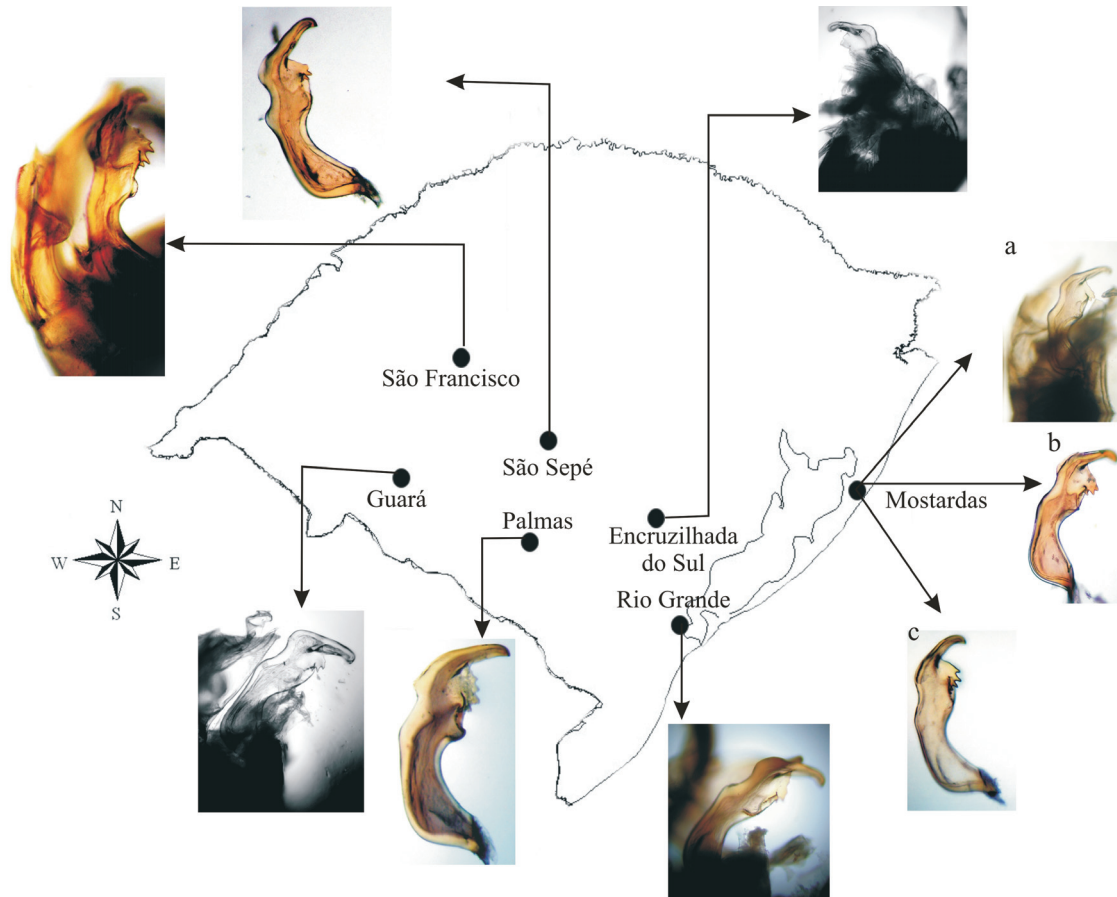 a
São Francisco
b
São Sepé
Guará
Mostardas
N
Palmas
Encruzilhada
do Sul
W
E
Rio Grande
S
c